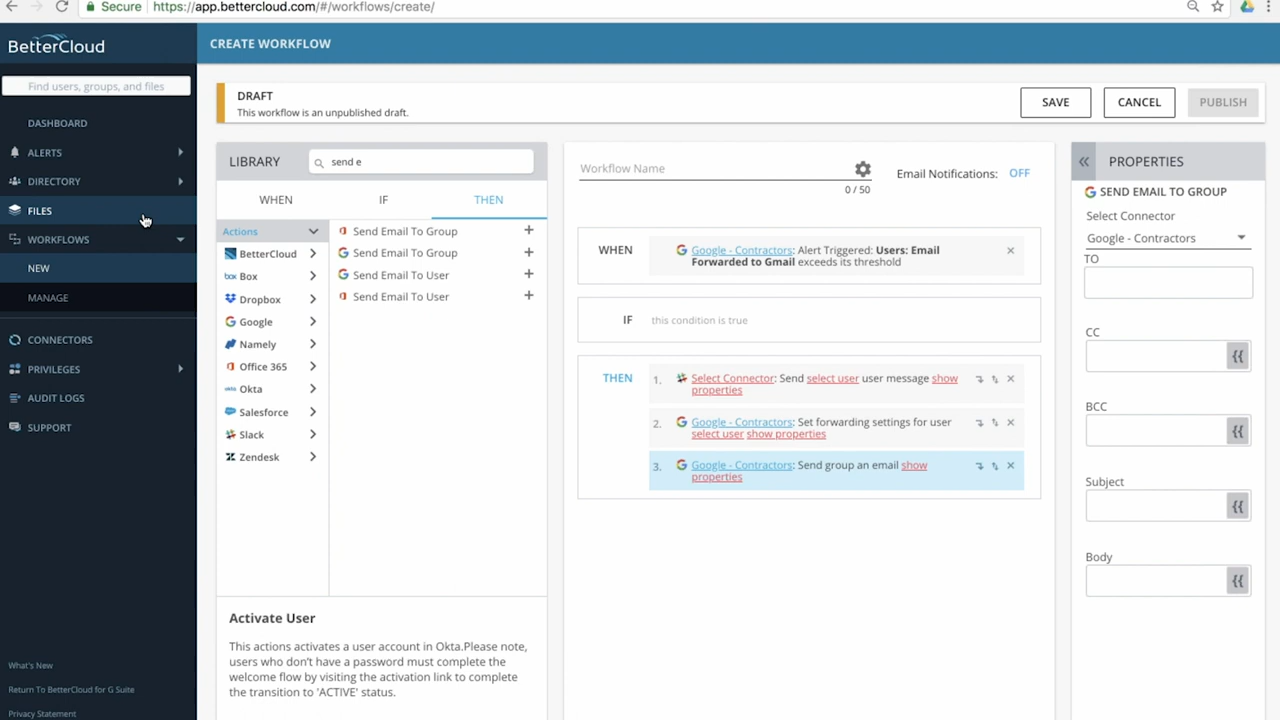 Secure https://app.bettercloud.com/#/workflows/create/
BetterCloud
CREATE WORKFLOW
Find users, groups, and files
DASHBOARD
ALERTS
DIRECTORY
FILES
WORKFLOWS
NEW
MANAGE
CONNECTORS
PRIVILEGES
AUDIT LOGS
SUPPORT
What's New
Return To BetterCloud for G Suite
Privacy Statement
DRAFT
This workflow is an unpublished draft.
SAVE
CANCEL
PUBLISH
LIBRARY
send e
WHEN
IF
THEN
Actions
BetterCloud
box Box
Dropbox
Google
Namely
Office 365
okta Okta
Salesforce
Slack
Zendesk
Send Email To Group +
Send Email To Group +
Send Email To User +
Send Email To User +
Activate User
This actions activates a user account in Okta.Please note,
users who don't have a password must complete the
welcome flow by visiting the activation link to complete
the transition to 'ACTIVE' status.
Workflow Name
0 / 50
Email Notifications: OFF
WHEN
Google - Contractors: Alert Triggered: Users: Email
Forwarded to Gmail exceeds its threshold
IF
this condition is true
THEN
1. Select Connector: Send select user user message show
properties
2. Google - Contractors: Set forwarding settings for user
select user show properties
3. Google - Contractors: Send group an email show
properties
PROPERTIES
SEND EMAIL TO GROUP
Select Connector
Google - Contractors
TO
CC
{{
BCC
{{
Subject
{{
Body
{{